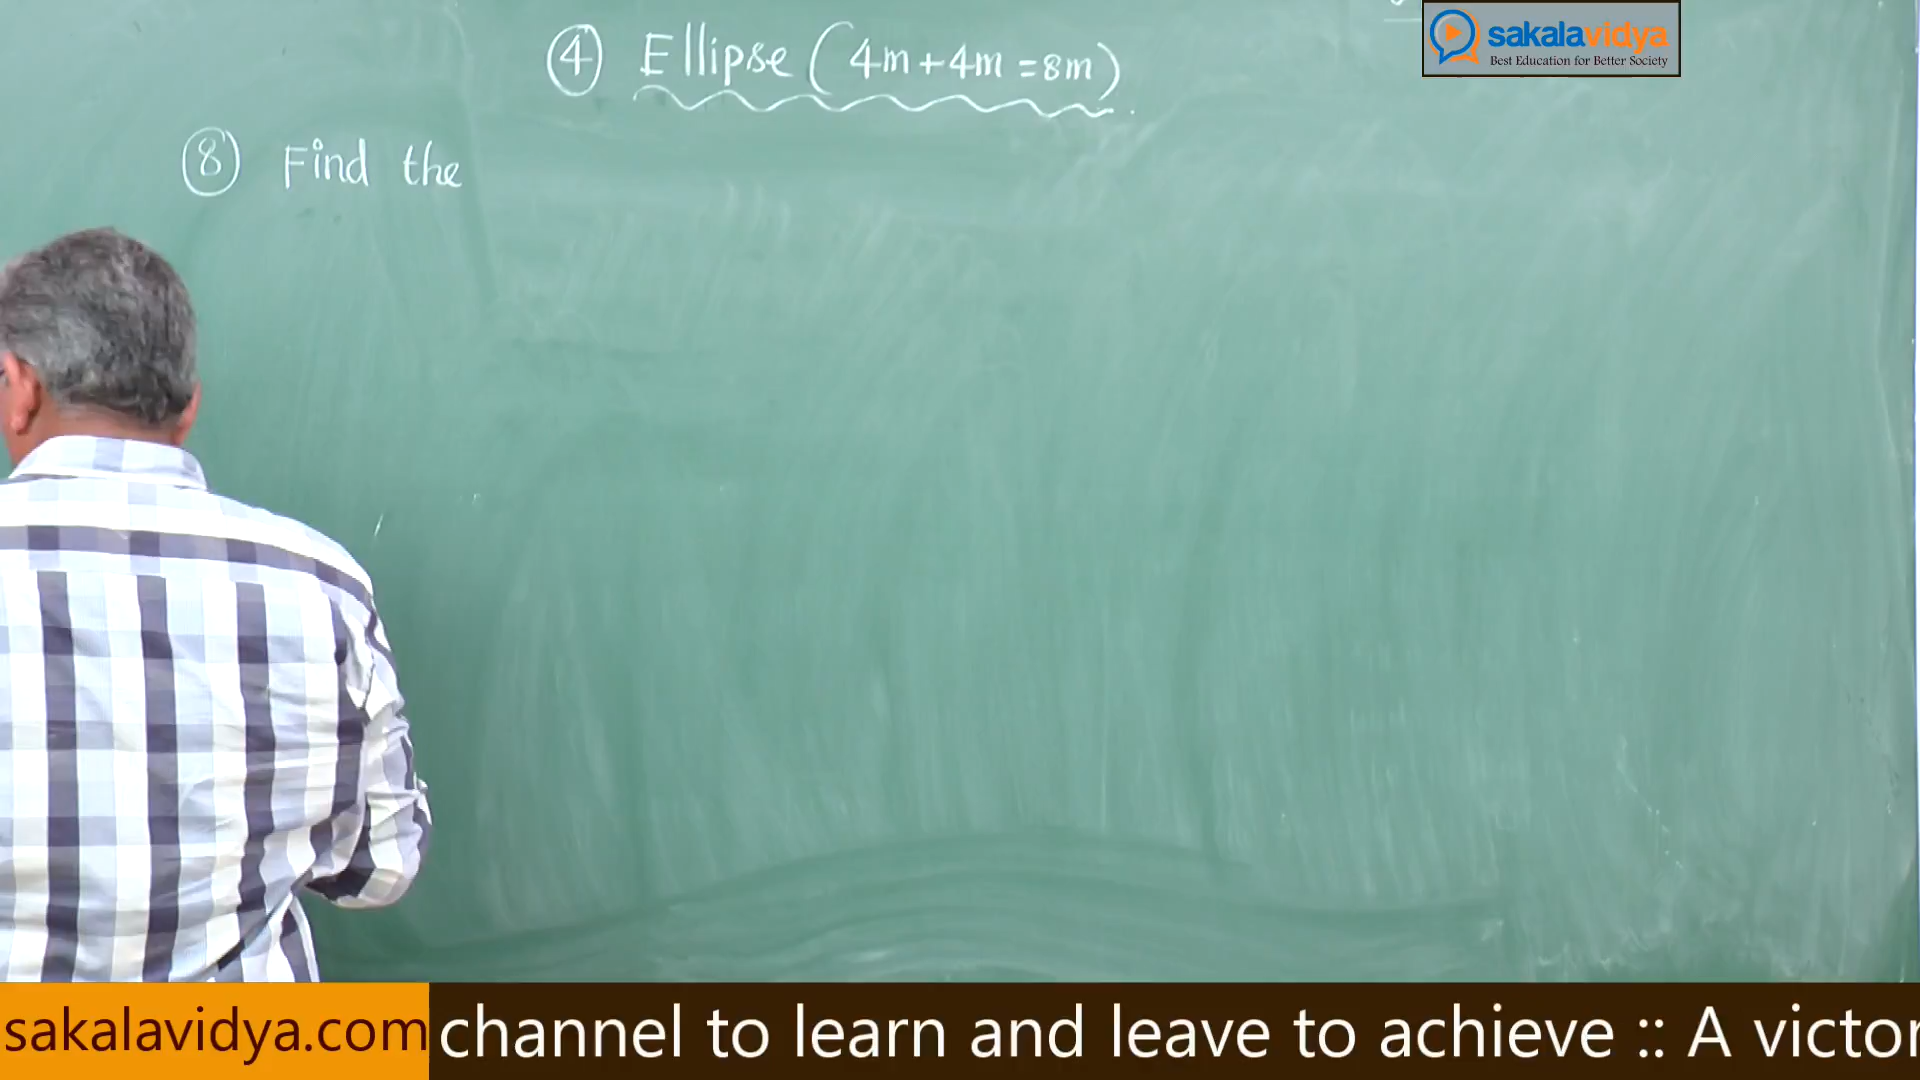 ④ Ellipse (4m+4m=8m)
sakalavidya
Best Education for Better Society
⑧ Find the
sakalavidya.com channel to learn and leave to achieve :: A victor